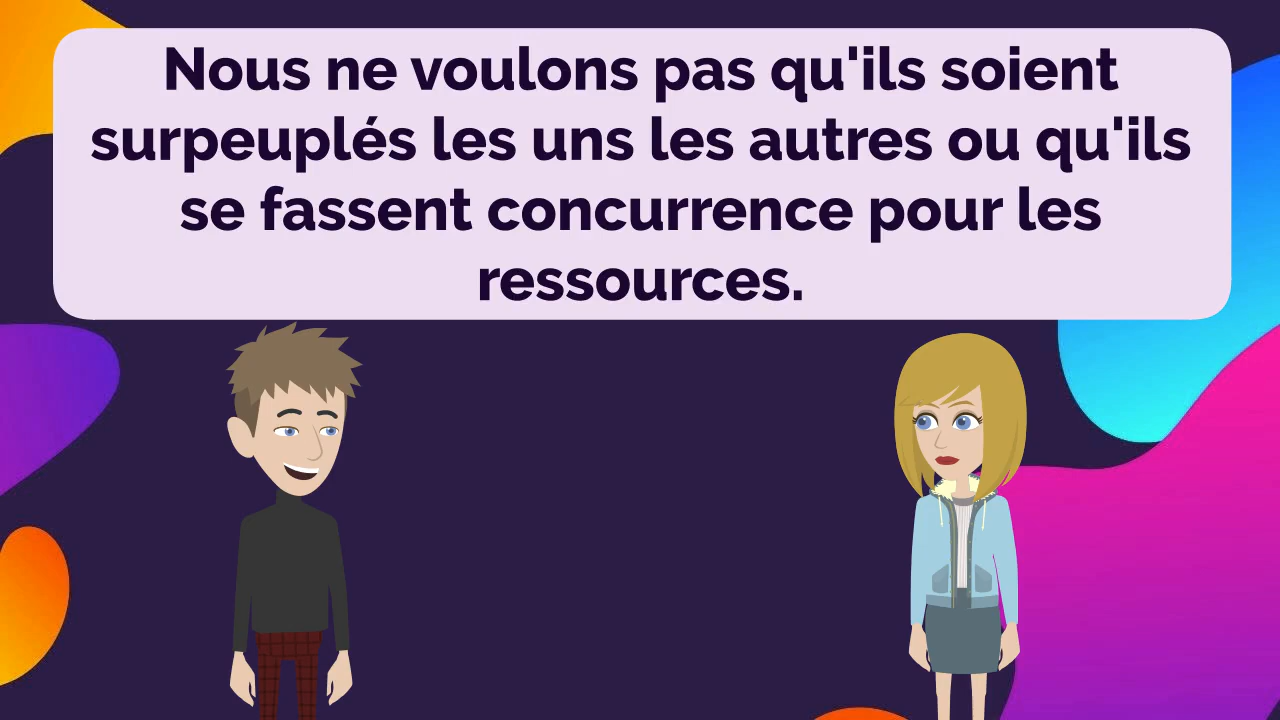 Nous ne voulons pas qu'ils soient
surpeuplés les uns les autres ou qu'ils
se fassent concurrence pour les
ressources.